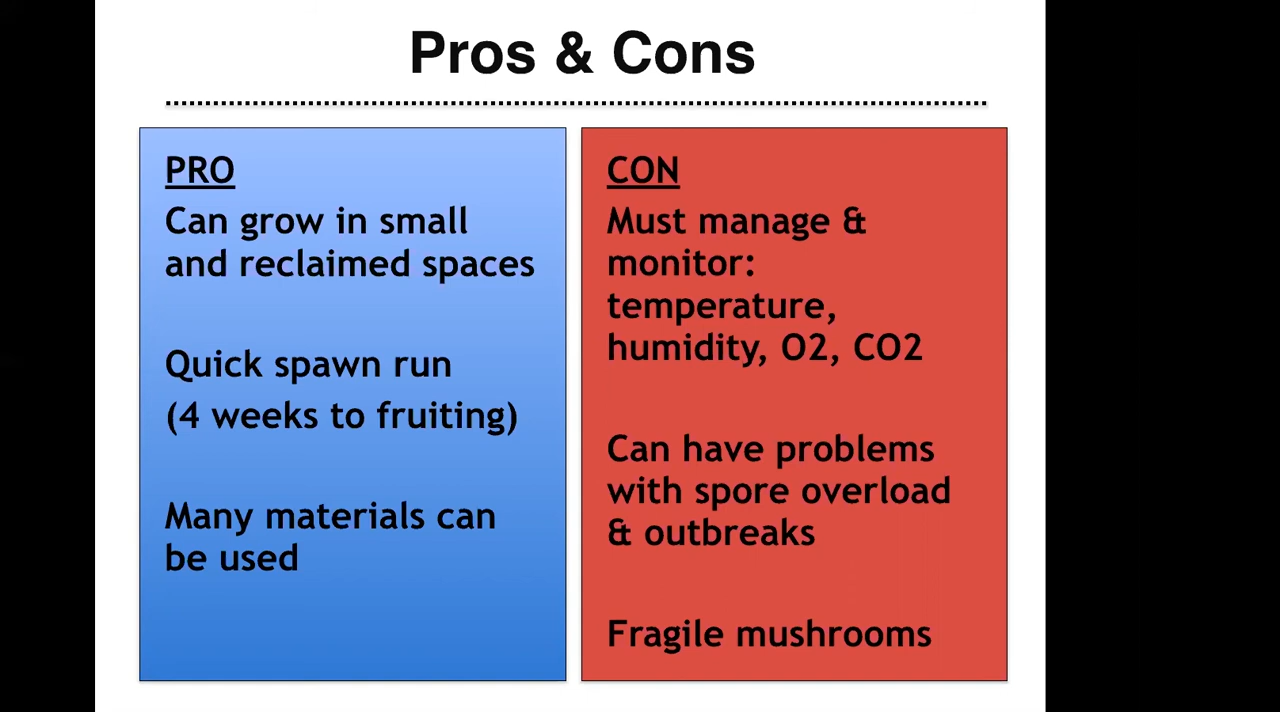 Pros & Cons
PRO
Can grow in small
and reclaimed spaces
Quick spawn run
(4 weeks to fruiting)
Many materials can
be used
CON
Must manage &
monitor:
temperature,
humidity, O2, CO2
Can have problems
with spore overload
& outbreaks
Fragile mushrooms